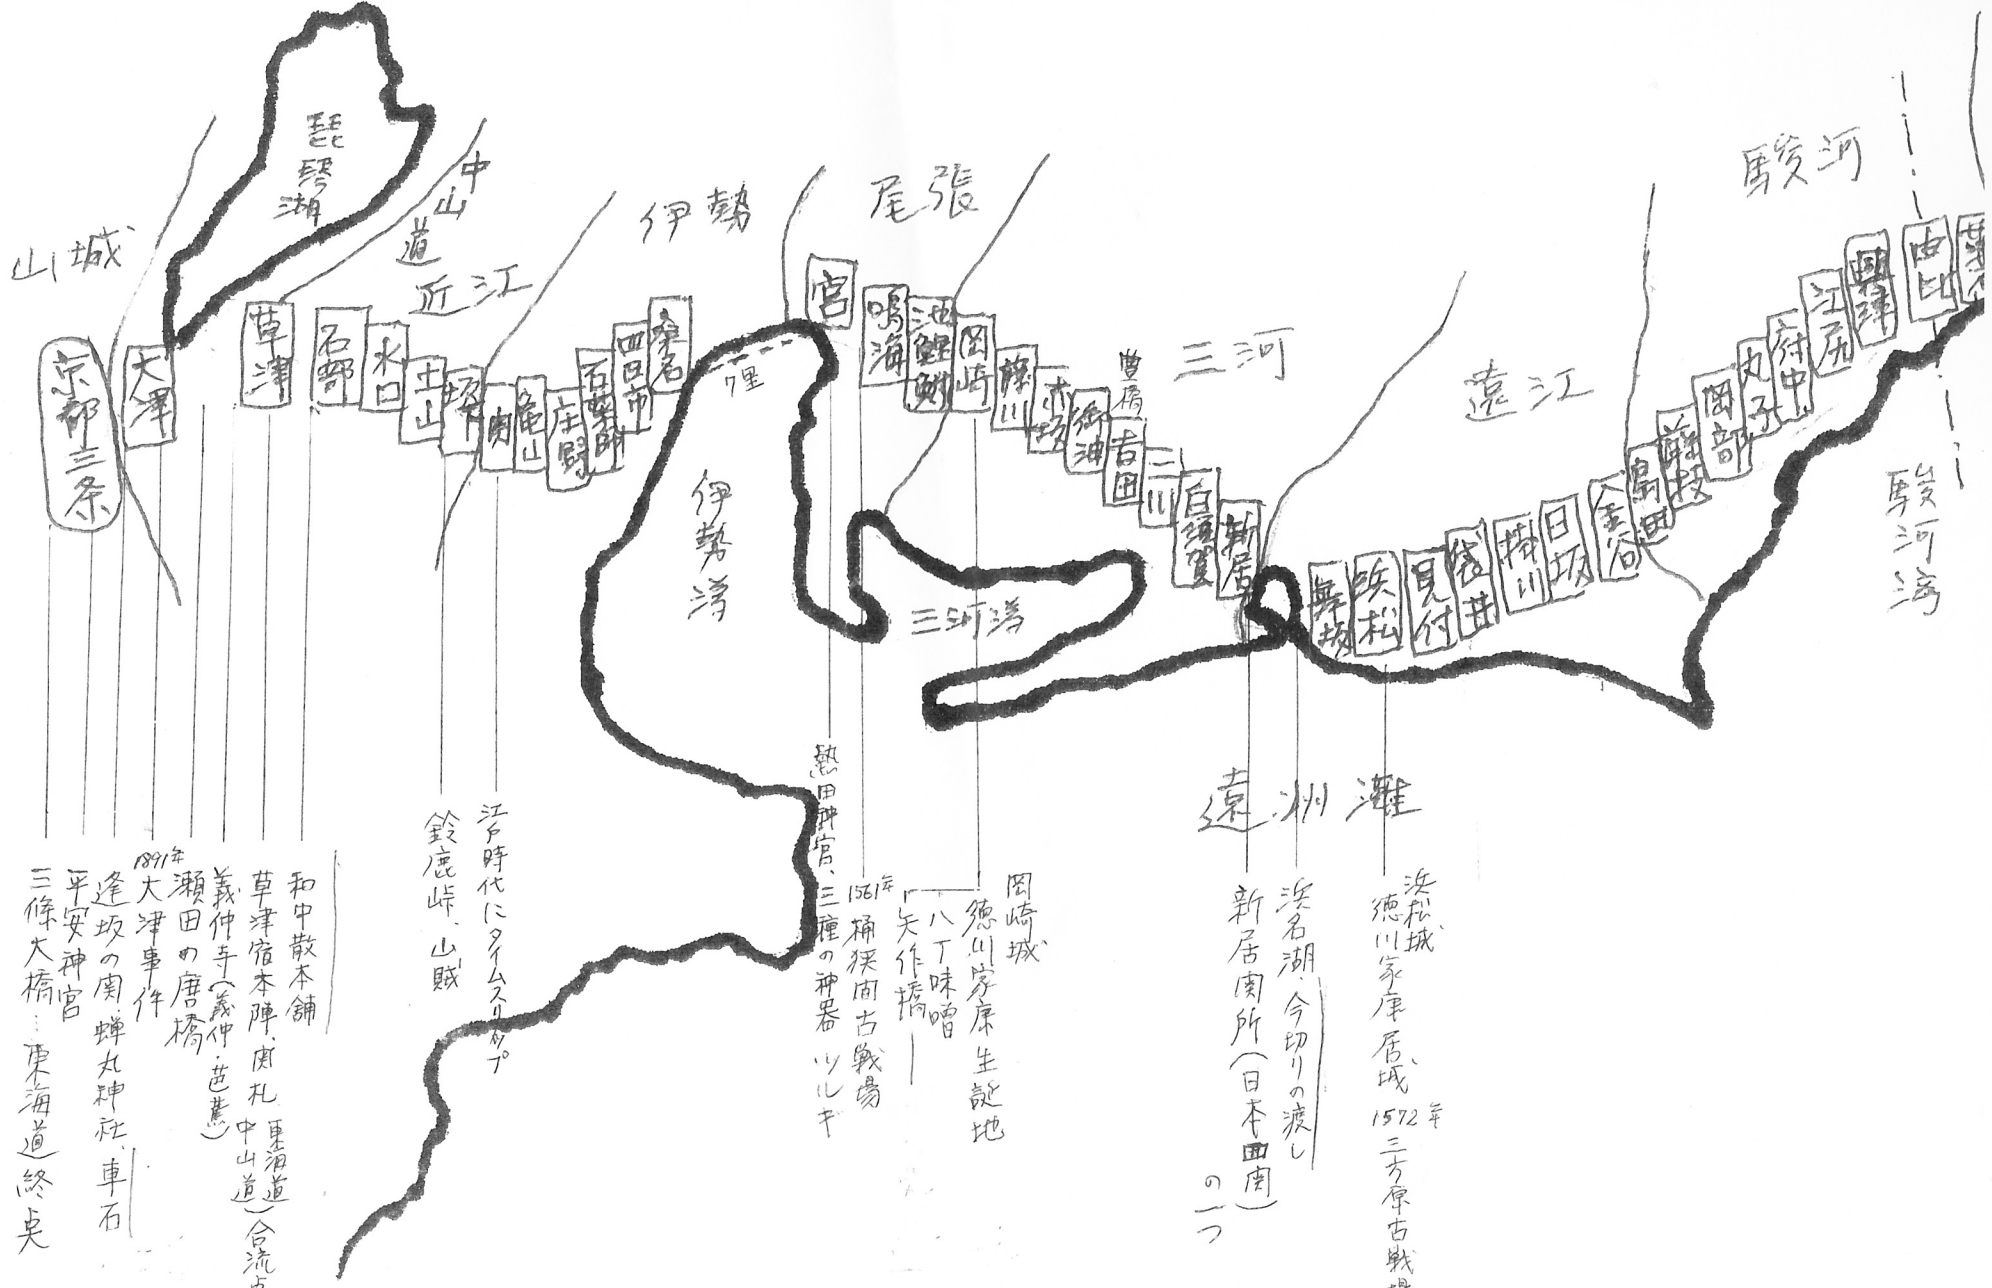 山城
琵琶湖
中山道
近江
伊勢
尾張
三河
遠江
駿河
駿河湾
京都三条
大津
草津
石部
水口
土山
坂下
関
亀山
庄野
石薬師
四日市
桑名
7里
宮
鳴海
池鯉鮒
岡崎
藤川
赤坂
御油
豊橋
吉田
二川
白須賀
新居
舞坂
浜松
見付
袋井
掛川
日坂
金谷
島田
藤枝
岡部
丸子
府中
江尻
興津
由比
伊勢湾
三河湾
遠州灘
三條大橋…東海道終点
平安神宮
逢坂の関、蝉丸神社、車石
1891年
大津事件
瀬田の唐橋
義仲寺(義仲・芭蕉)
草津宿本陣、関札
東海道
中山道)合流点
和中散本舗
鈴鹿峠、山賊
江戸時代にタイムスリップ
熱田神宮、三種の神器 ツルギ
1561年
桶狭間古戦場
岡崎城
徳川家康生誕地
八丁味噌
矢作橋
新居関所(日本四関)
の一つ
浜名湖、今切りの渡し
浜松城
徳川家康居城
1572年
三方原古戦場